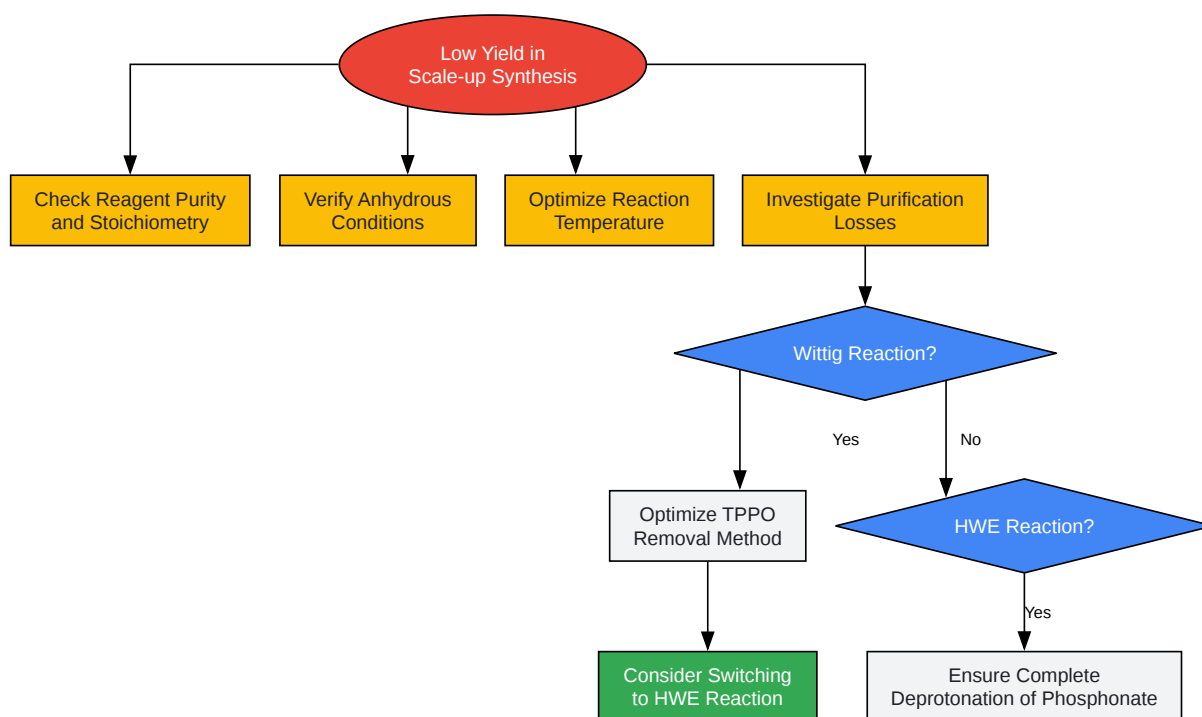 Low Yield in
Scale-up Synthesis
Check Reagent Purity
and Stoichiometry
Verify Anhydrous
Conditions
Optimize Reaction
Temperature
Investigate Purification
Losses
Wittig Reaction?
Yes
No
Optimize TPPO
Removal Method
HWE Reaction?
Yes
Consider Switching
to HWE Reaction
Ensure Complete
Deprotonation of Phosphonate